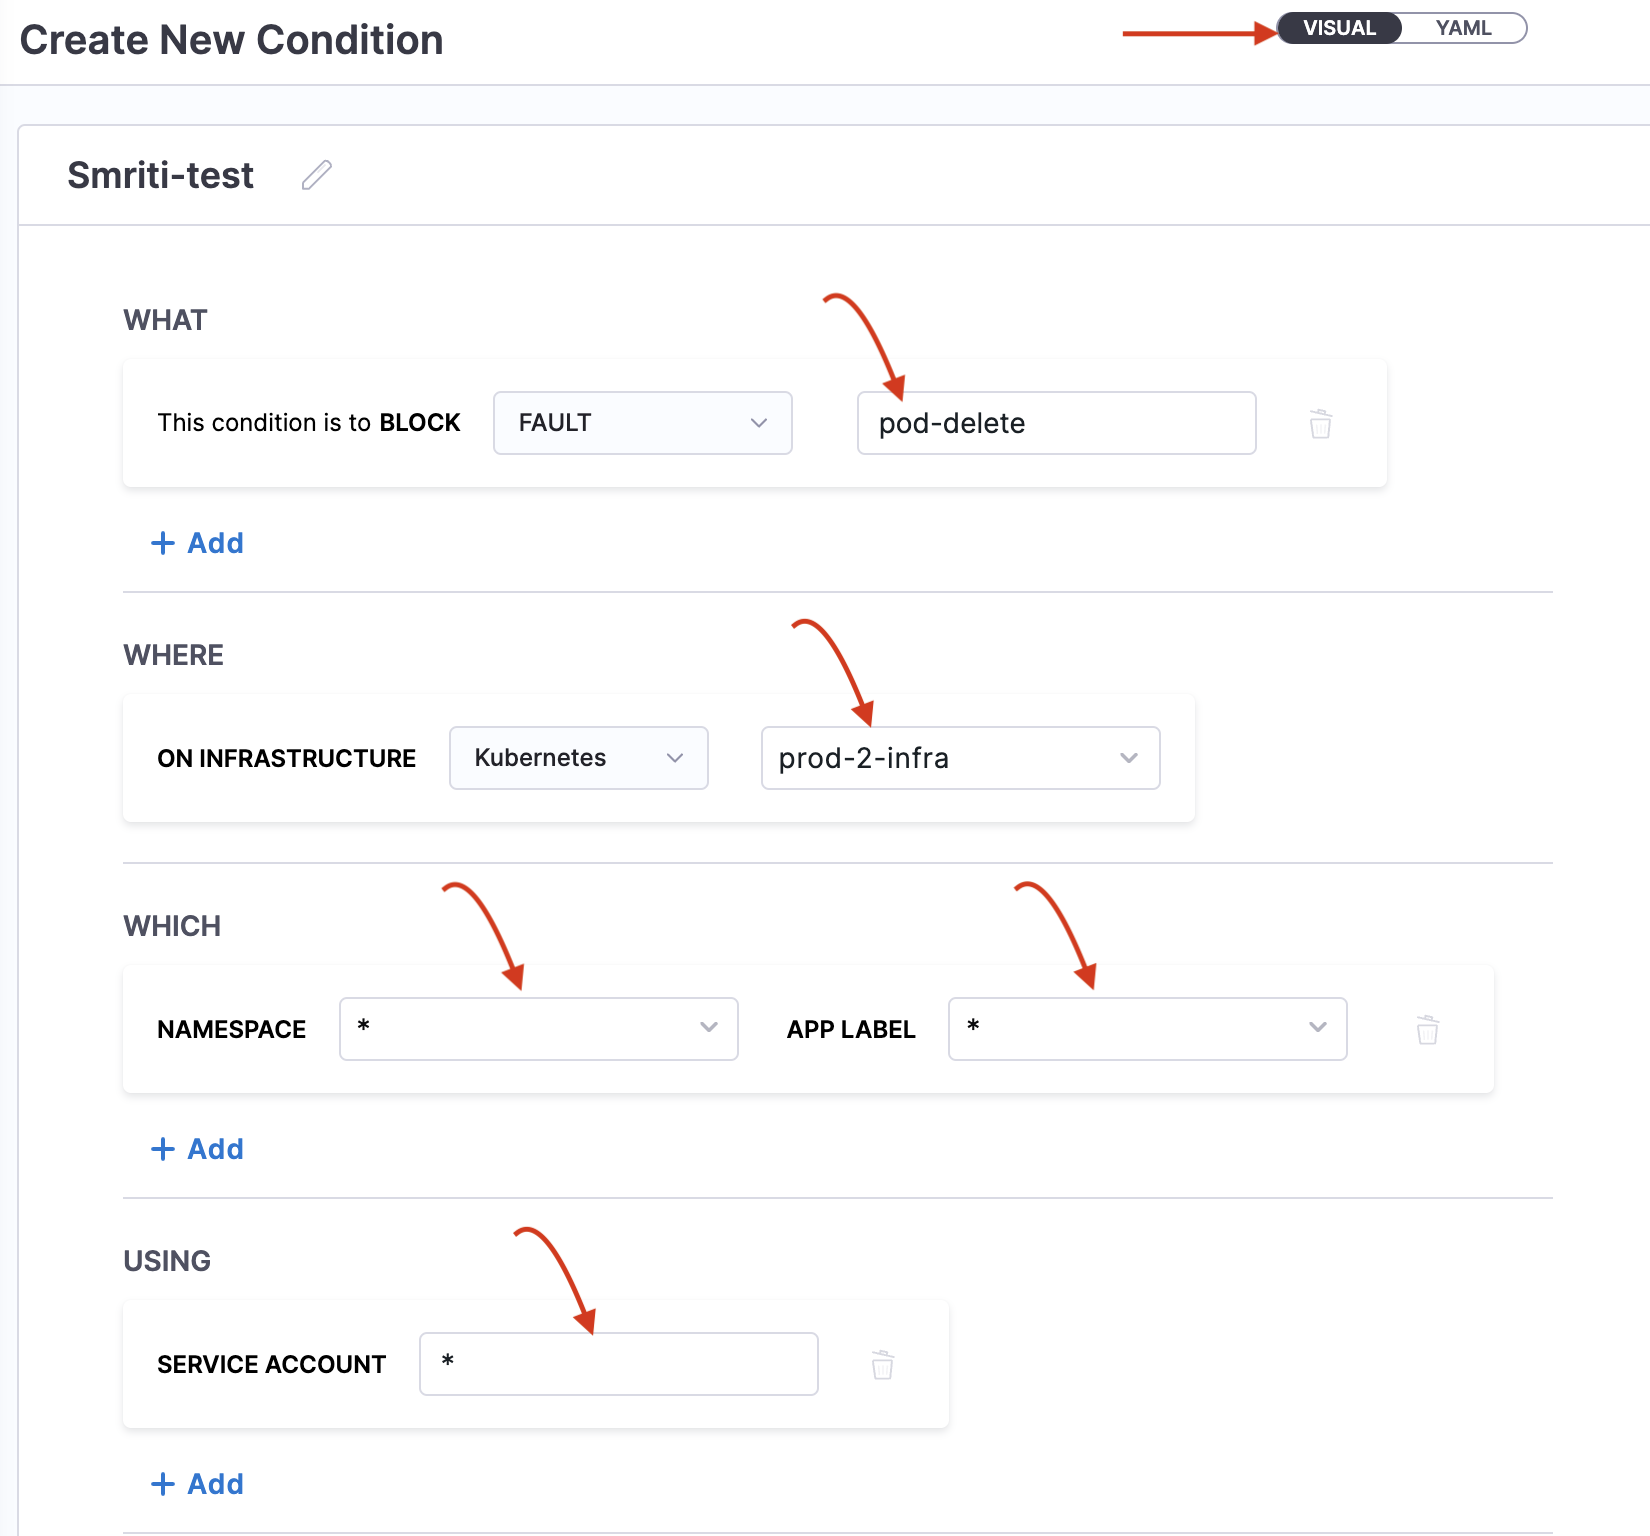 Create New Condition
VISUAL YAML
Smriti-test
WHAT
This condition is to BLOCK FAULT pod-delete
+ Add
WHERE
ON INFRASTRUCTURE Kubernetes prod-2-infra
WHICH
NAMESPACE * APP LABEL *
+ Add
USING
SERVICE ACCOUNT *
+ Add